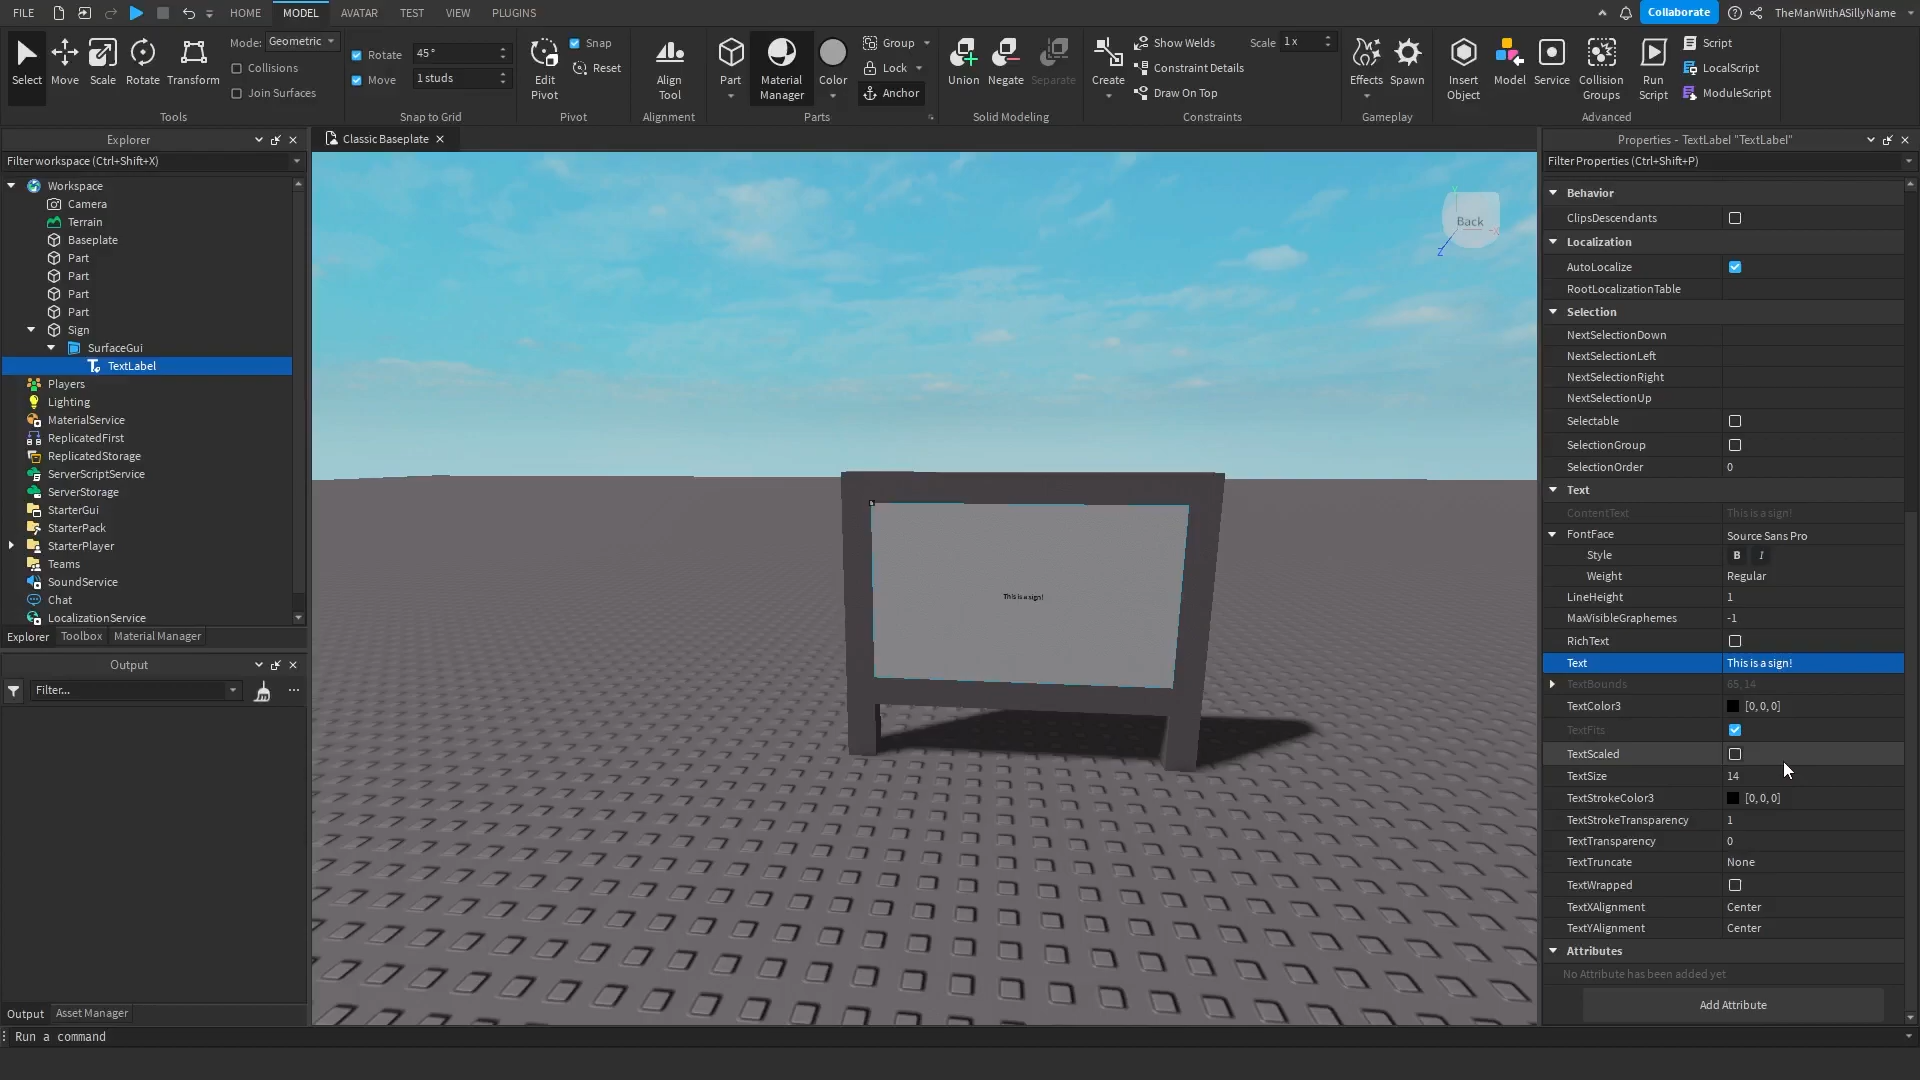 FILE
HOME
MODEL
AVATAR
TEST
VIEW
PLUGINS
Collaborate
TheManWithASillyName
Select
Move
Scale
Rotate
Transform
Mode: Geometric
Collisions
Join Surfaces
Tools
Rotate 45°
Move 1 studs
Snap to Grid
Edit
Pivot
Snap
Reset
Pivot
Align
Tool
Alignment
Part
Material
Manager
Color
Group
Lock
Anchor
Parts
Union
Negate
Separate
Solid Modeling
Create
Show Welds
Constraint Details
Draw On Top
Scale 1 x
Constraints
Effects
Spawn
Gameplay
Insert
Object
Model
Service
Collision
Groups
Run
Script
Script
LocalScript
ModuleScript
Advanced
Explorer
Filter workspace (Ctrl+Shift+X)
Workspace
Camera
Terrain
Baseplate
Part
Part
Part
Part
Sign
SurfaceGui
TextLabel
Players
Lighting
MaterialService
ReplicatedFirst
ReplicatedStorage
ServerScriptService
ServerStorage
StarterGui
StarterPack
StarterPlayer
Teams
SoundService
Chat
LocalizationService
Explorer
Toolbox
Material Manager
Output
Filter...
Output
Asset Manager
Run a command
Classic Baseplate
Back
Y
X
Z
This is a sign!
Properties - TextLabel "TextLabel"
Filter Properties (Ctrl+Shift+P)
Behavior
ClipsDescendants
Localization
AutoLocalize
RootLocalizationTable
Selection
NextSelectionDown
NextSelectionLeft
NextSelectionRight
NextSelectionUp
Selectable
SelectionGroup
SelectionOrder 0
Text
ContentText This is a sign!
FontFace Source Sans Pro
Style B I
Weight Regular
LineHeight 1
MaxVisibleGraphemes -1
RichText
Text This is a sign!
TextBounds 65, 14
TextColor3 [0, 0, 0]
TextFits
TextScaled
TextSize 14
TextStrokeColor3 [0, 0, 0]
TextStrokeTransparency 1
TextTransparency 0
TextTruncate None
TextWrapped
TextXAlignment Center
TextYAlignment Center
Attributes
No Attribute has been added yet
Add Attribute